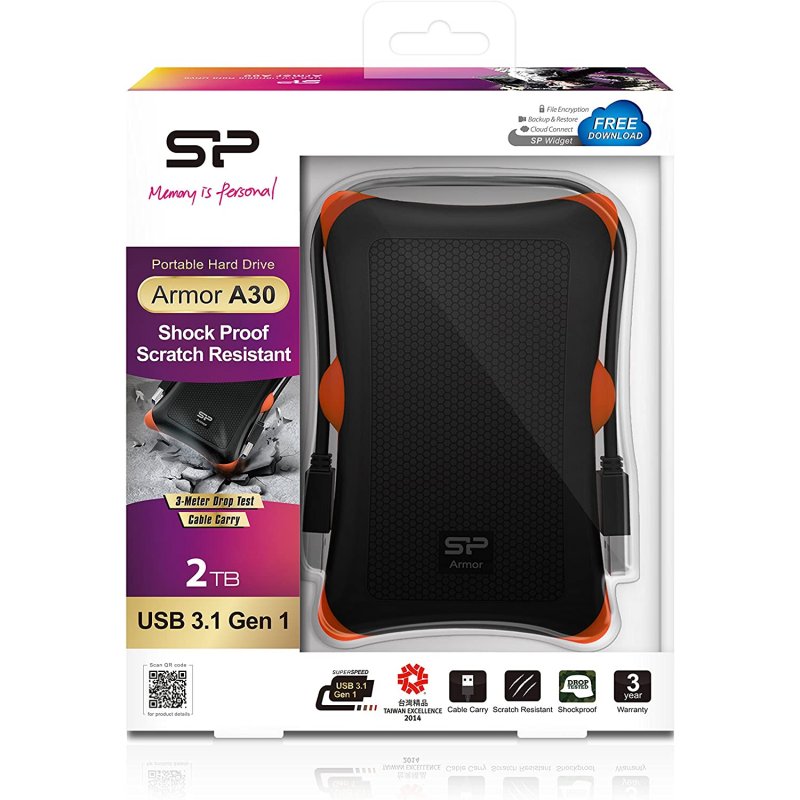 SP
Memory is personal
File Encryption
Backup & Restore
Cloud Connect
SP Widget
FREE
DOWNLOAD
Portable Hard Drive
Armor A30
Shock Proof
Scratch Resistant
SP
Armor
3-Meter Drop Test
Cable Carry
2TB
USB 3.1 Gen 1
SP
Armor
Scan QR code
for product details
SUPERSPEED
USB 3.1
Gen 1
台灣精品
TAIWAN EXCELLENCE
2014
Cable Carry
Scratch Resistant
DROP
TESTED
Shockproof
3
year
Warranty